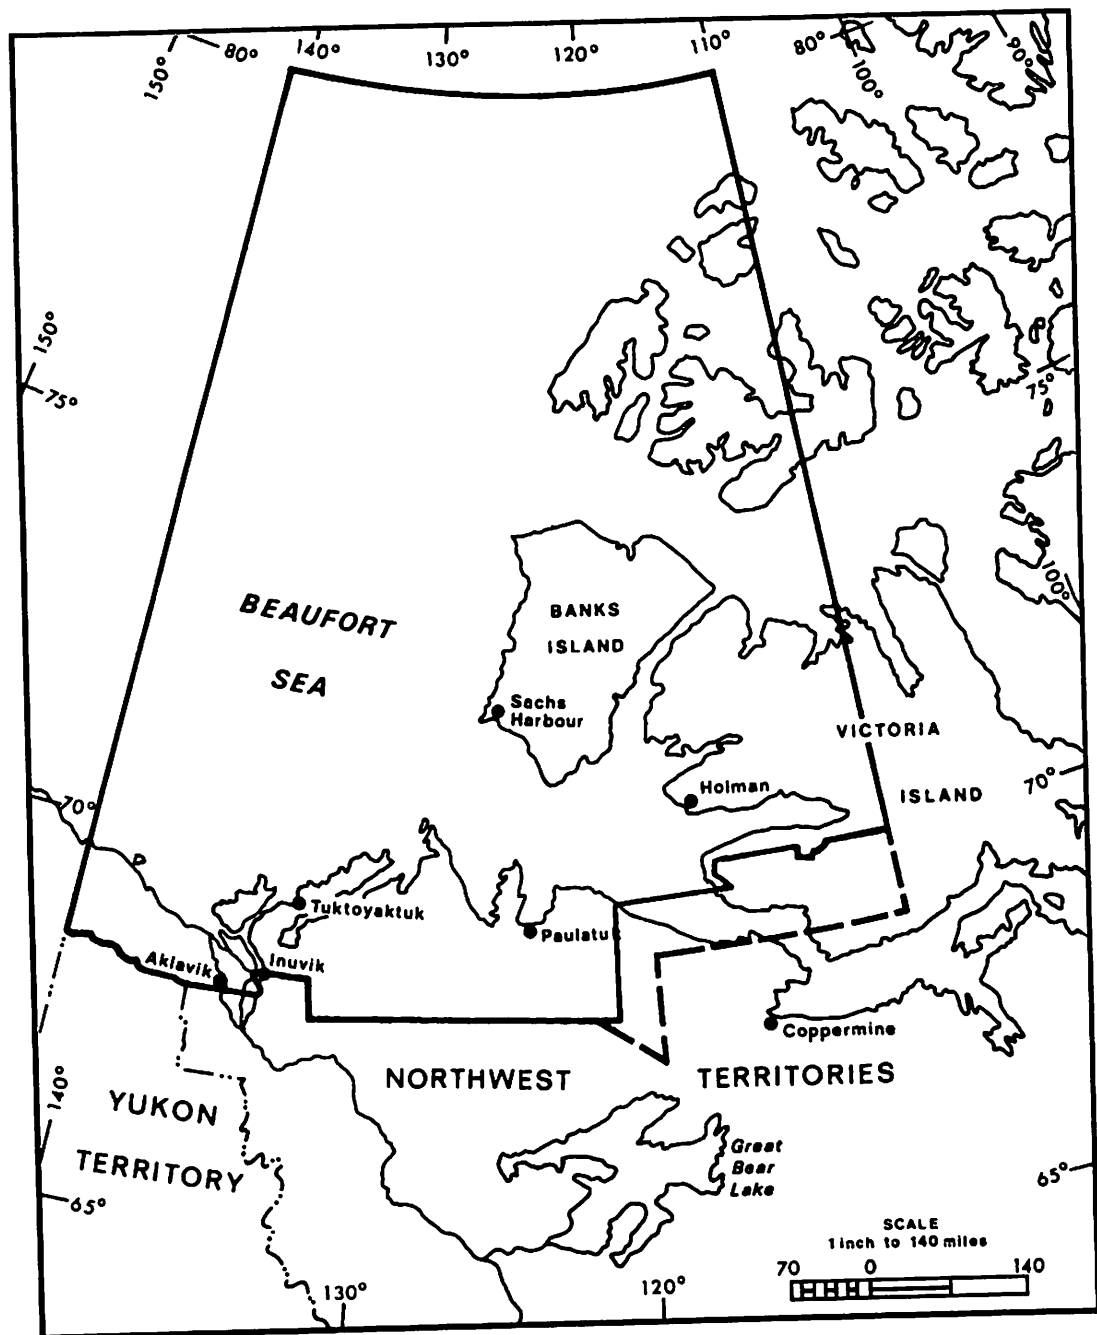 150°
80°
140°
130°
120°
110°
80°
100°
90°
150°
75°
75°
100°
BEAUFORT
SEA
BANKS
ISLAND
Sachs
Harbour
VICTORIA
ISLAND
Holman
70°
70°
Tuktoyaktuk
Paulatu
Aklavik
Inuvik
Coppermine
NORTHWEST TERRITORIES
140°
YUKON
TERRITORY
Great
Bear
Lake
65°
65°
SCALE
1 inch to 140 miles
70 0 140
130°
120°